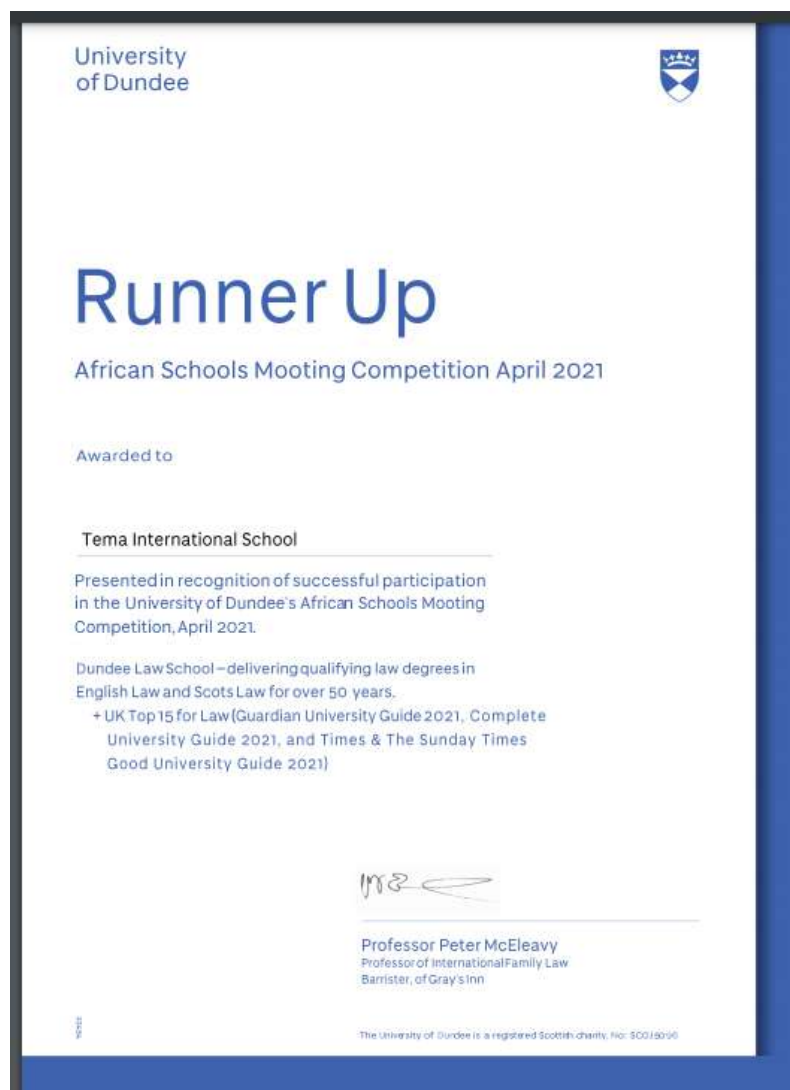 University
of Dundee
Runner Up
African Schools Mooting Competition April 2021
Awarded to
Tema International School
Presented in recognition of successful participation
in the University of Dundee's African Schools Mooting
Competition, April 2021.
Dundee Law School – delivering qualifying law degrees in
English Law and Scots Law for over 50 years.
+ UK Top 15 for Law (Guardian University Guide 2021, Complete
University Guide 2021, and Times & The Sunday Times
Good University Guide 2021)
Professor Peter McEleavy
Professor of International Family Law
Barrister, of Gray's Inn
The University of Dundee is a registered Scottish charity, No: